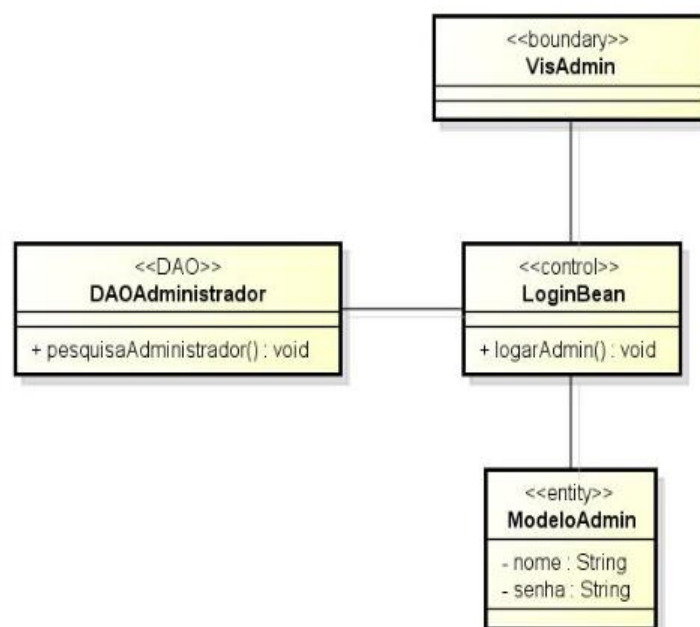 <<boundary>>
VisAdmin
<<DAO>>
DAOAdministrador
+ pesquisaAdministrador() : void
<<control>>
LoginBean
+ logarAdmin() : void
<<entity>>
ModeloAdmin
- nome : String
- senha : String